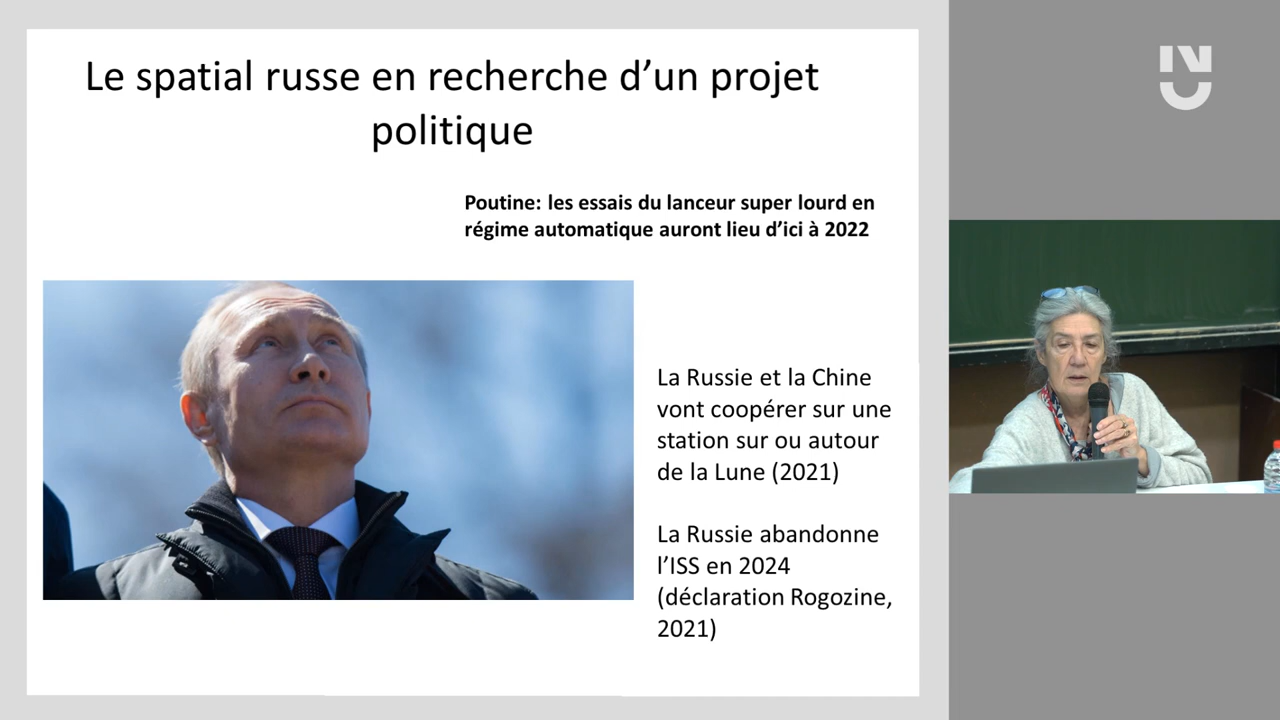 Le spatial russe en recherche d’un projet
politique
Poutine: les essais du lanceur super lourd en
régime automatique auront lieu d’ici à 2022
La Russie et la Chine
vont coopérer sur une
station sur ou autour
de la Lune (2021)
La Russie abandonne
l’ISS en 2024
(déclaration Rogozine,
2021)